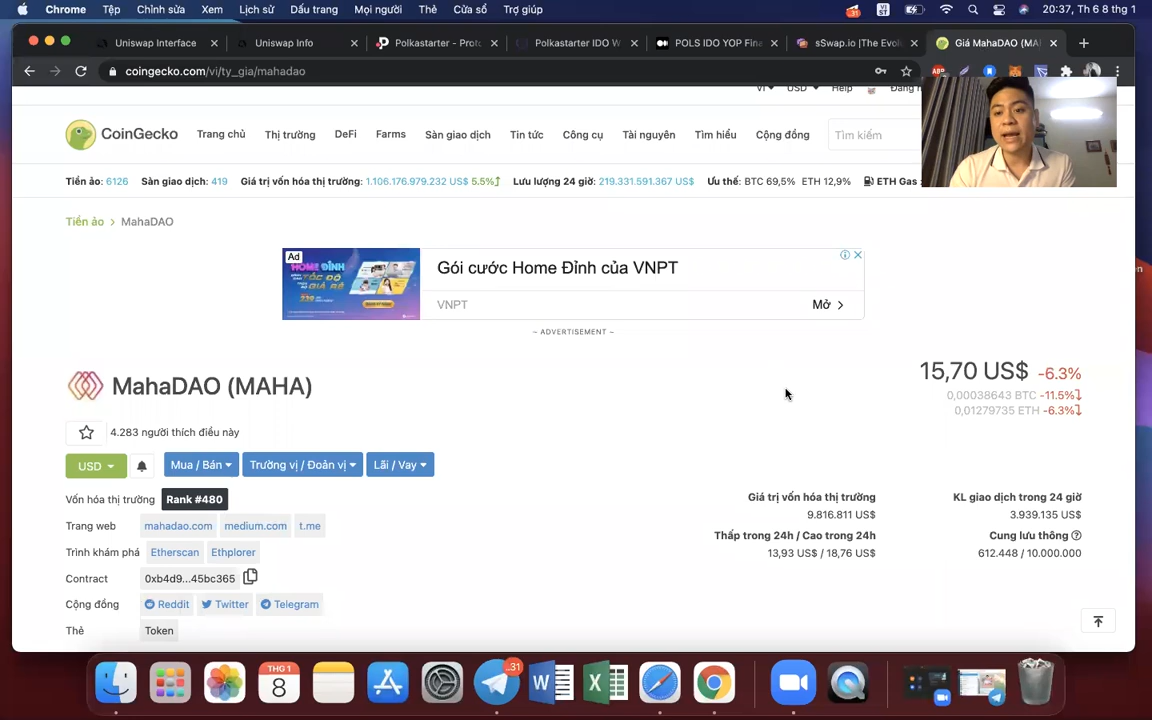 Chrome Tệp Chỉnh sửa Xem Lịch sử Dấu trang Mọi người Thẻ Cửa sổ Trợ giúp 20:37, Th 6 8 thg 1
Uniswap Interface Uniswap Info Polkastarter - Proto Polkastarter IDO W POLS IDO YOP Fina sSwap.io |The Evol Giá MahaDAO (MA
coingecko.com/vi/ty_gia/mahadao
VI USD Help Đăng n
CoinGecko Trang chủ Thị trường DeFi Farms Sàn giao dịch Tin tức Công cụ Tài nguyên Tìm hiểu Cộng đồng Tìm kiếm
Tiền ảo: 6126 Sàn giao dịch: 419 Giá trị vốn hóa thị trường: 1.106.176.979.232 US$ 5.5% Lưu lượng 24 giờ: 219.331.591.367 US$ Ưu thế: BTC 69,5% ETH 12,9% ETH Gas :
Tiền ảo > MahaDAO
Ad
HOME ĐỈNH
Gói cước Home Đỉnh của VNPT
VNPT Mở
~ ADVERTISEMENT ~
MahaDAO (MAHA)
15,70 US$ -6.3%
0,00038643 BTC -11.5%
0,01279735 ETH -6.3%
4.283 người thích điều này
USD Mua / Bán Trường vị / Đoản vị Lãi / Vay
Vốn hóa thị trường Rank #480
Giá trị vốn hóa thị trường KL giao dịch trong 24 giờ
9.816.811 US$ 3.939.135 US$
Trang web mahadao.com medium.com t.me
Thấp trong 24h / Cao trong 24h Cung lưu thông
13,93 US$ / 18,76 US$ 612.448 / 10.000.000
Trình khám phá Etherscan Ethplorer
Contract 0xb4d9...45bc365
Cộng đồng Reddit Twitter Telegram
Thẻ Token
THG 1
8
31